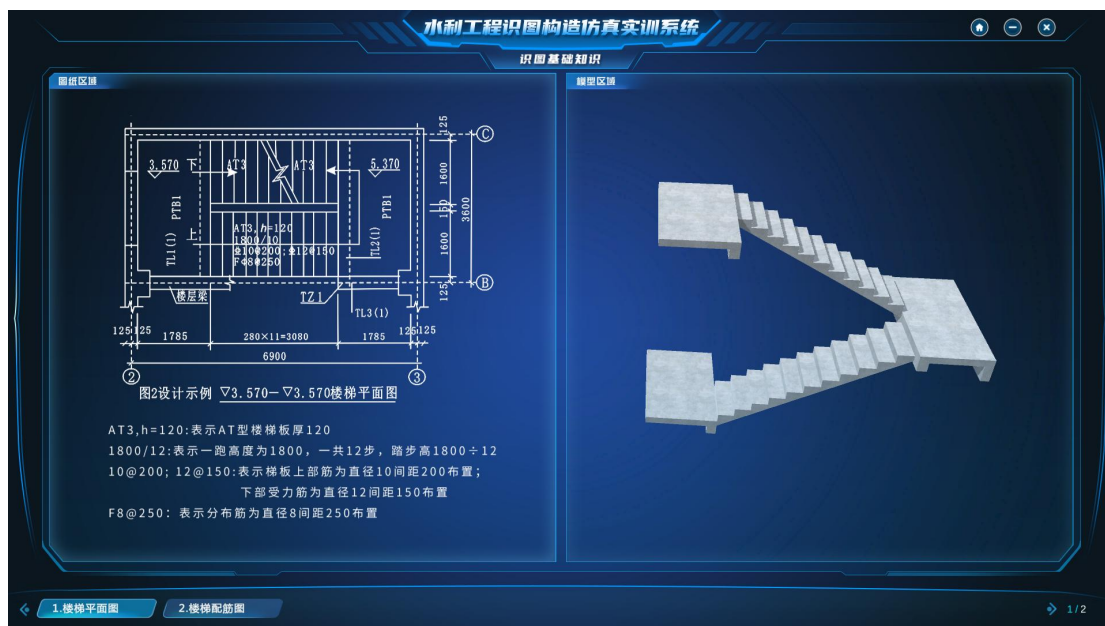 水利工程识图构造仿真实训系统
识图基础知识
图纸区域
模型区域
125
C
3.570
下
AT3
AT3
5.370
1600
PTB1
PTB1
150
3600
上
AT3,h=120
1800/10
⏀10@200;⏀12@150
FΦ8@250
TL1(1)
TL2(1)
1600
B
125
楼层梁
TZ1
TL3(1)
125 125
1785
280×11=3080
1785
125 125
6900
2
3
图2设计示例 ▽3.570-▽3.570楼梯平面图
AT3,h=120:表示AT型楼梯板厚120
1800/12:表示一跑高度为1800，一共12步，踏步高1800÷12
10@200; 12@150:表示梯板上部筋为直径10间距200布置；
下部受力筋为直径12间距150布置
F8@250：表示分布筋为直径8间距250布置
1.楼梯平面图
2.楼梯配筋图
1/2